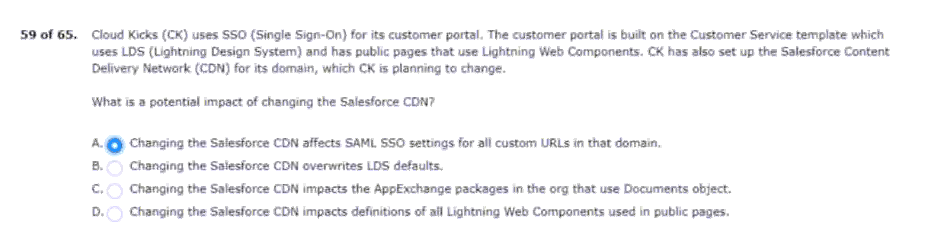 59 of 65. Cloud Kicks (CK) uses SSO (Single Sign-On) for its customer portal. The customer portal is built on the Customer Service template which
uses LDS (Lightning Design System) and has public pages that use Lightning Web Components. CK has also set up the Salesforce Content
Delivery Network (CDN) for its domain, which CK is planning to change.
What is a potential impact of changing the Salesforce CDN?
A. Changing the Salesforce CDN affects SAML SSO settings for all custom URLs in that domain.
B. Changing the Salesforce CDN overwrites LDS defaults.
C. Changing the Salesforce CDN impacts the AppExchange packages in the org that use Documents object.
D. Changing the Salesforce CDN impacts definitions of all Lightning Web Components used in public pages.